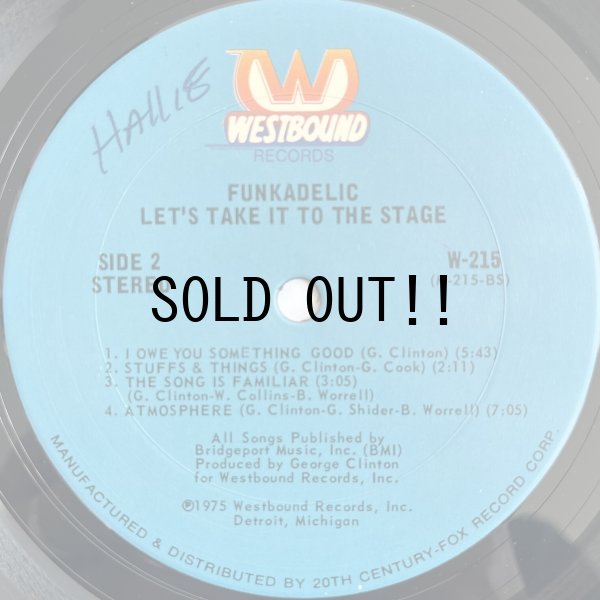 HALLIE
W
WESTBOUND
RECORDS
FUNKADELIC
LET'S TAKE IT TO THE STAGE
SIDE 2
STEREO
W-215
(W-215-BS)
SOLD OUT!!
1. I OWE YOU SOMETHING GOOD (G. Clinton) (5:43)
2. STUFFS & THINGS (G. Clinton-G. Cook) (2:11)
3. THE SONG IS FAMILIAR (3:05)
(G. Clinton-W. Collins-B. Worrell)
4. ATMOSPHERE (G. Clinton-G. Shider-B. Worrell) (7:05)
All Songs Published by
Bridgeport Music, Inc. (BMI)
Produced by George Clinton
for Westbound Records, Inc.
℗1975 Westbound Records, Inc.
Detroit, Michigan
MANUFACTURED & DISTRIBUTED BY 20TH CENTURY-FOX RECORD CORP.